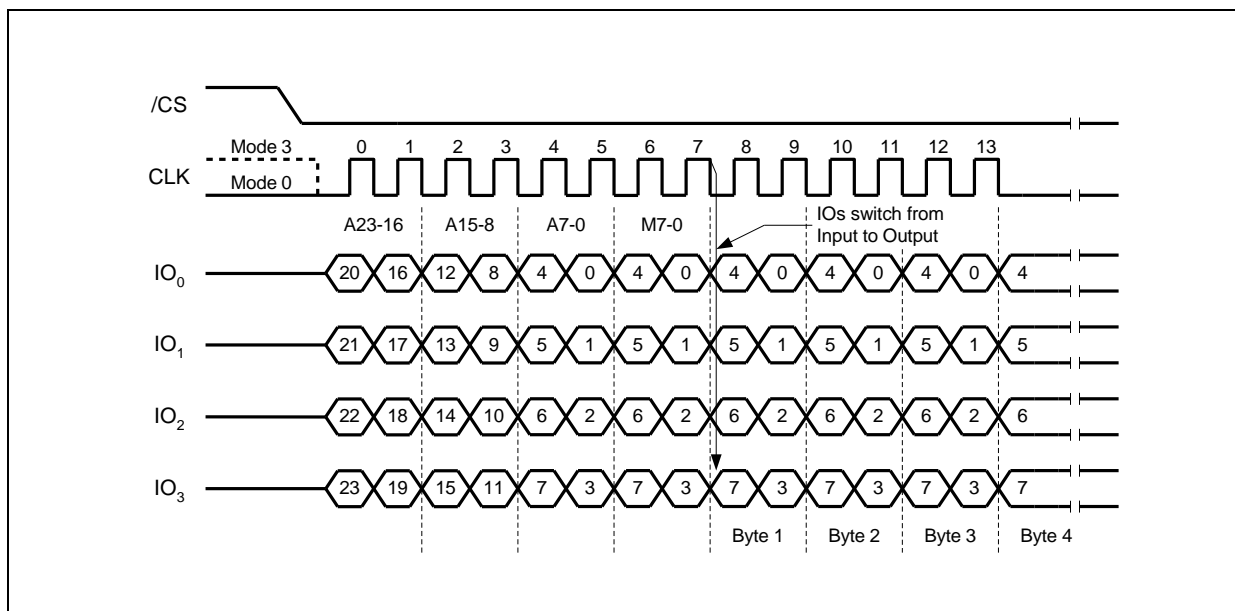 /CS
Mode 3 0 1 2 3 4 5 6 7 8 9 10 11 12 13
CLK
Mode 0
A23-16 A15-8 A7-0 M7-0
IOs switch from
Input to Output
IO0 20 16 12 8 4 0 4 0 4 0 4 0 4 0 4
IO1 21 17 13 9 5 1 5 1 5 1 5 1 5 1 5
IO2 22 18 14 10 6 2 6 2 6 2 6 2 6 2 6
IO3 23 19 15 11 7 3 7 3 7 3 7 3 7 3 7
Byte 1 Byte 2 Byte 3 Byte 4